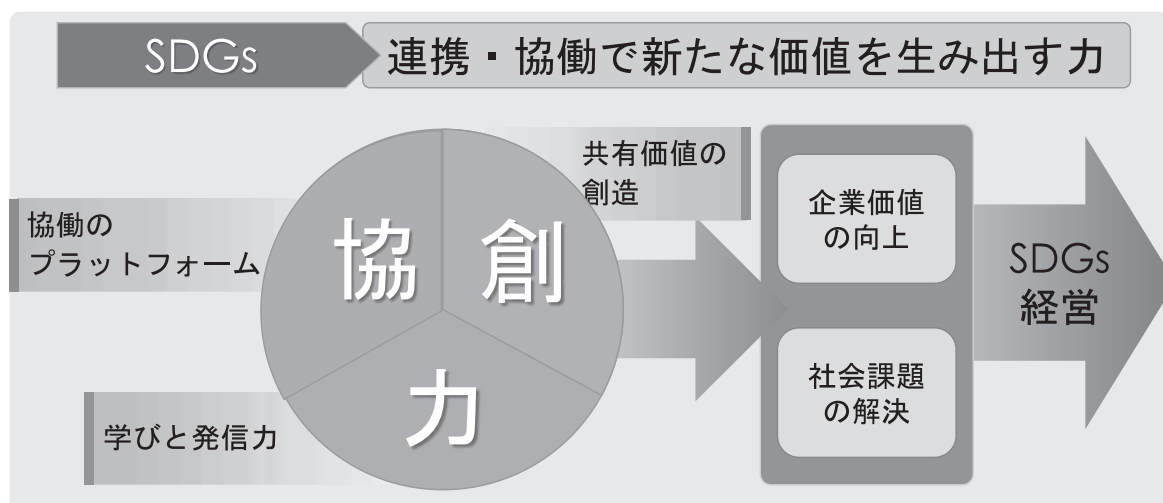 SDGs
連携・協働で新たな価値を生み出す力
共有価値の
創造
協働の
プラットフォーム
協
創
力
学びと発信力
企業価値
の向上
社会課題
の解決
SDGs
経営